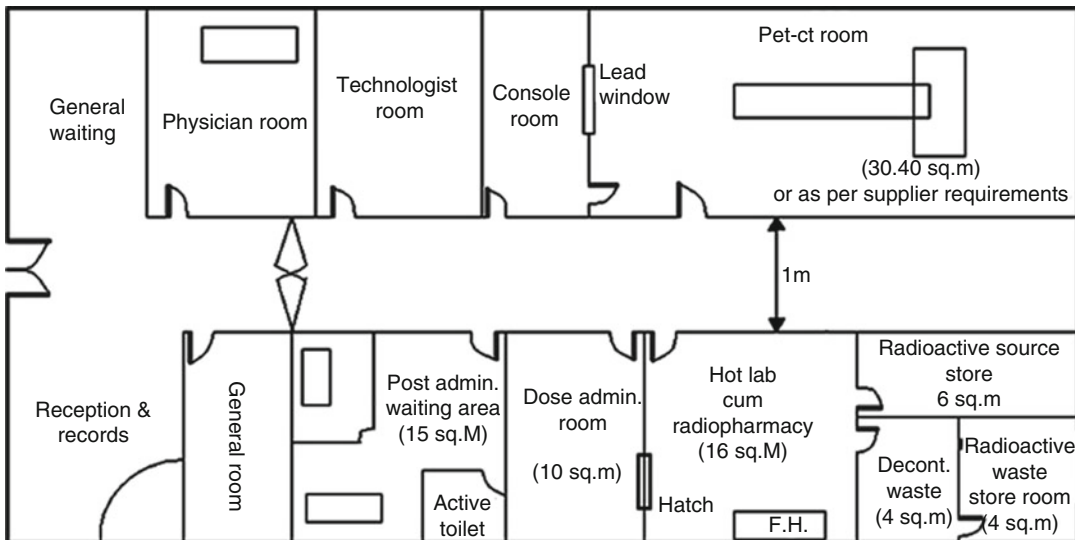 General
waiting
Physician room
Technologist
room
Console
room
Lead
window
Pet-ct room
(30.40 sq.m)
or as per supplier requirements
1m
Reception &
records
General room
Post admin.
waiting area
(15 sq.M)
Active
toilet
Dose admin.
room
(10 sq.m)
Hatch
Hot lab
cum
radiopharmacy
(16 sq.M)
F.H.
Radioactive source
store
6 sq.m
Decont.
waste
(4 sq.m)
Radioactive
waste
store room
(4 sq.m)